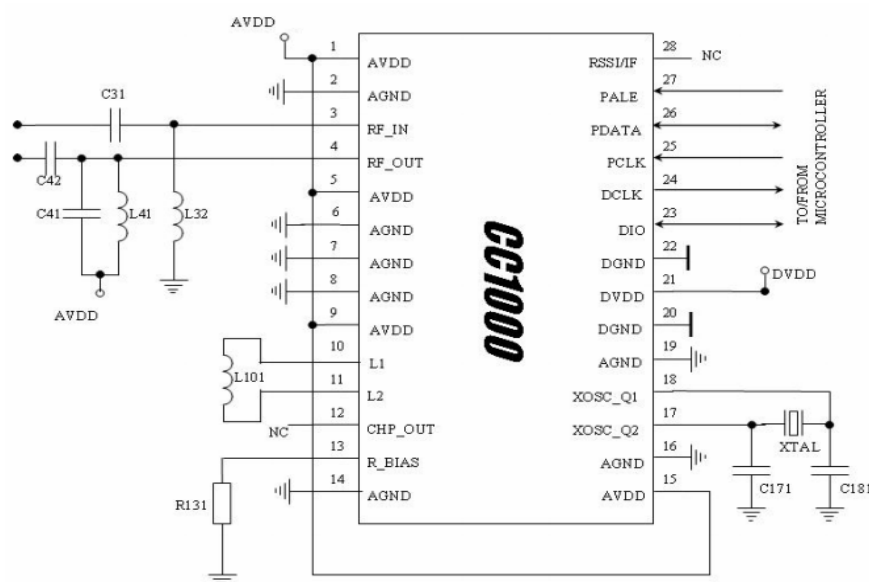 AVDD
1
AVDD
2
AGND
C31
3
RF_IN
4
RF_OUT
C42
5
AVDD
C41
L41
L32
6
AGND
7
AGND
8
AGND
AVDD
9
AVDD
10
L1
L101
11
L2
12
NC
CHP_OUT
13
R_BIAS
14
AGND
R131
CC1000
28
RSSI/IF
NC
27
PALE
26
PDATA
25
PCLK
24
DCLK
23
DIO
TO/FROM
MICROCONTROLLER
22
DGND
21
DVDD
DVDD
20
DGND
19
AGND
18
XOSC_Q1
17
XOSC_Q2
XTAL
16
AGND
15
AVDD
C171
C181